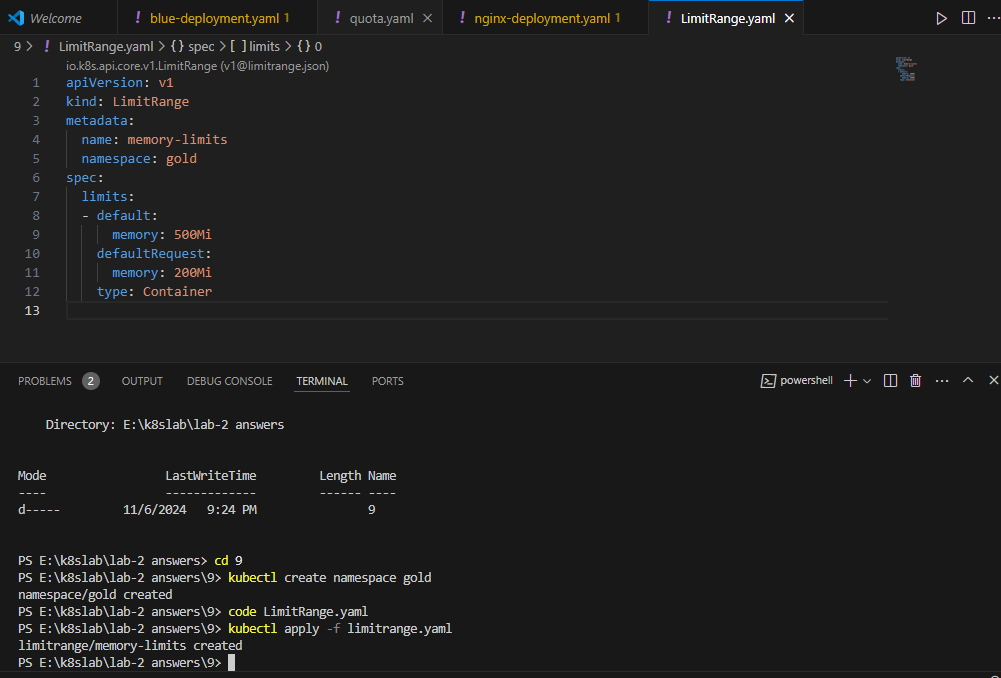 Welcome ! blue-deployment.yaml 1 ! quota.yaml ! nginx-deployment.yaml 1 ! LimitRange.yaml
9 > ! LimitRange.yaml > {} spec > [ ] limits > {} 0
io.k8s.api.core.v1.LimitRange (v1@limitrange.json)
1 apiVersion: v1
2 kind: LimitRange
3 metadata:
4   name: memory-limits
5   namespace: gold
6 spec:
7   limits:
8   - default:
9       memory: 500Mi
10     defaultRequest:
11       memory: 200Mi
12     type: Container
13
PROBLEMS 2 OUTPUT DEBUG CONSOLE TERMINAL PORTS powershell
Directory: E:\k8slab\lab-2 answers
Mode LastWriteTime Length Name
---- ------------- ------ ----
d----- 11/6/2024 9:24 PM 9
PS E:\k8slab\lab-2 answers> cd 9
PS E:\k8slab\lab-2 answers\9> kubectl create namespace gold
namespace/gold created
PS E:\k8slab\lab-2 answers\9> code LimitRange.yaml
PS E:\k8slab\lab-2 answers\9> kubectl apply -f limitrange.yaml
limitrange/memory-limits created
PS E:\k8slab\lab-2 answers\9>